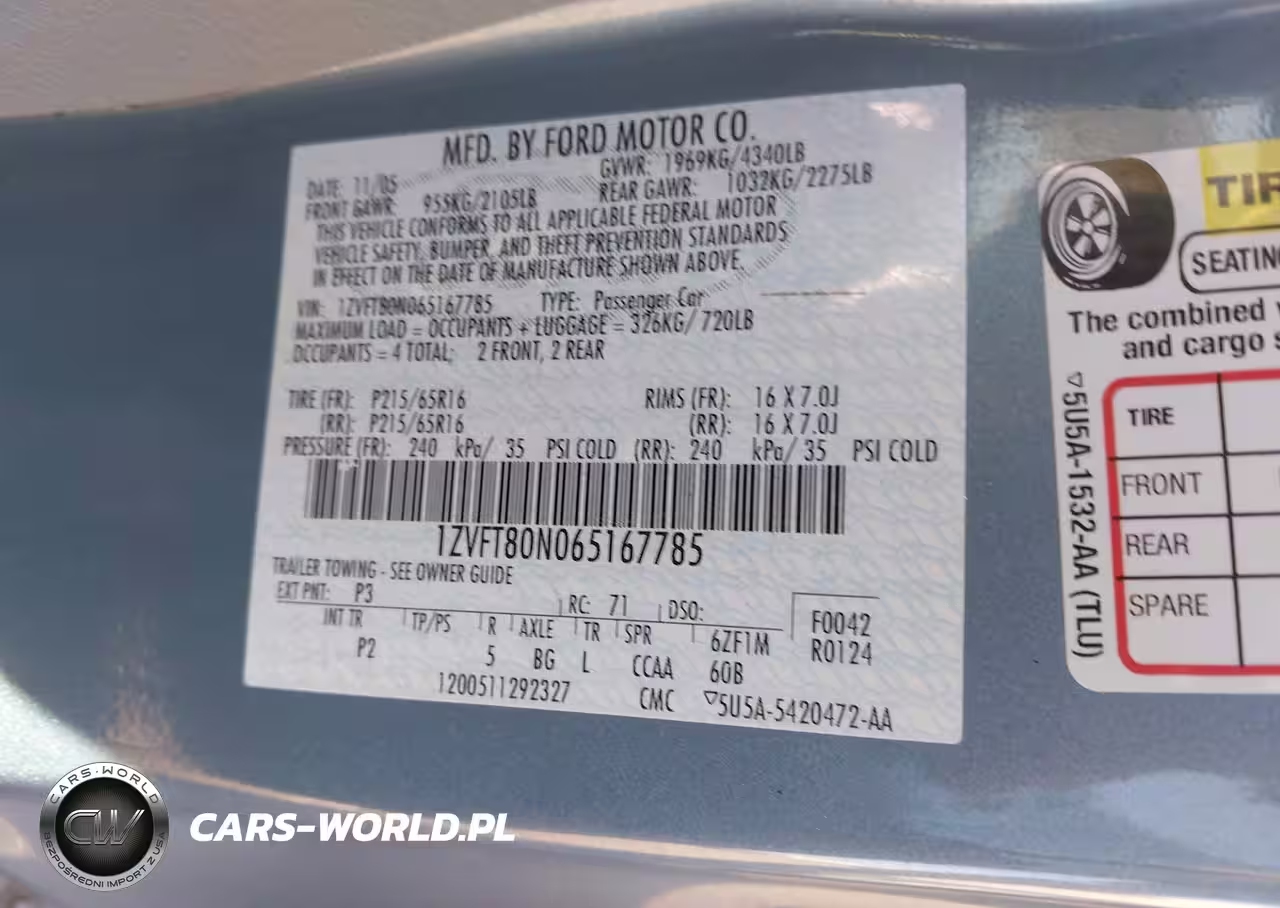 MFD. BY FORD MOTOR CO.
DATE: 11/05 GVWR: 1969KG/4340LB
FRONT GAWR: 955KG/2105LB REAR GAWR: 1032KG/2275LB
THIS VEHICLE CONFORMS TO ALL APPLICABLE FEDERAL MOTOR
VEHICLE SAFETY, BUMPER, AND THEFT PREVENTION STANDARDS
IN EFFECT ON THE DATE OF MANUFACTURE SHOWN ABOVE.
VIN: 1ZVFT80N065167785 TYPE: Passenger Car
MAXIMUM LOAD = OCCUPANTS + LUGGAGE = 326KG/720LB
OCCUPANTS = 4 TOTAL; 2 FRONT, 2 REAR
TIRE (FR): P215/65R16 RIMS (FR): 16 X 7.0J
(RR): P215/65R16 (RR): 16 X 7.0J
PRESSURE (FR): 240 kPa/ 35 PSI COLD (RR): 240 kPa/ 35 PSI COLD
1ZVFT80N065167785
TRAILER TOWING - SEE OWNER GUIDE
EXT PNT: P3 RC: 71 DSO: F0042
INT TR TP/PS R AXLE TR SPR 6ZF1M R0124
P2 5 BG L CCAA 60B
1200511292327 CMC ▽5U5A-5420472-AA
TIR
SEATING
The combined
and cargo s
▽5U5A-1532-AA (TLU)
TIRE
FRONT
REAR
SPARE
CARS-WORLD
CW
BEZPOŚREDNI IMPORT Z USA
CARS-WORLD.PL